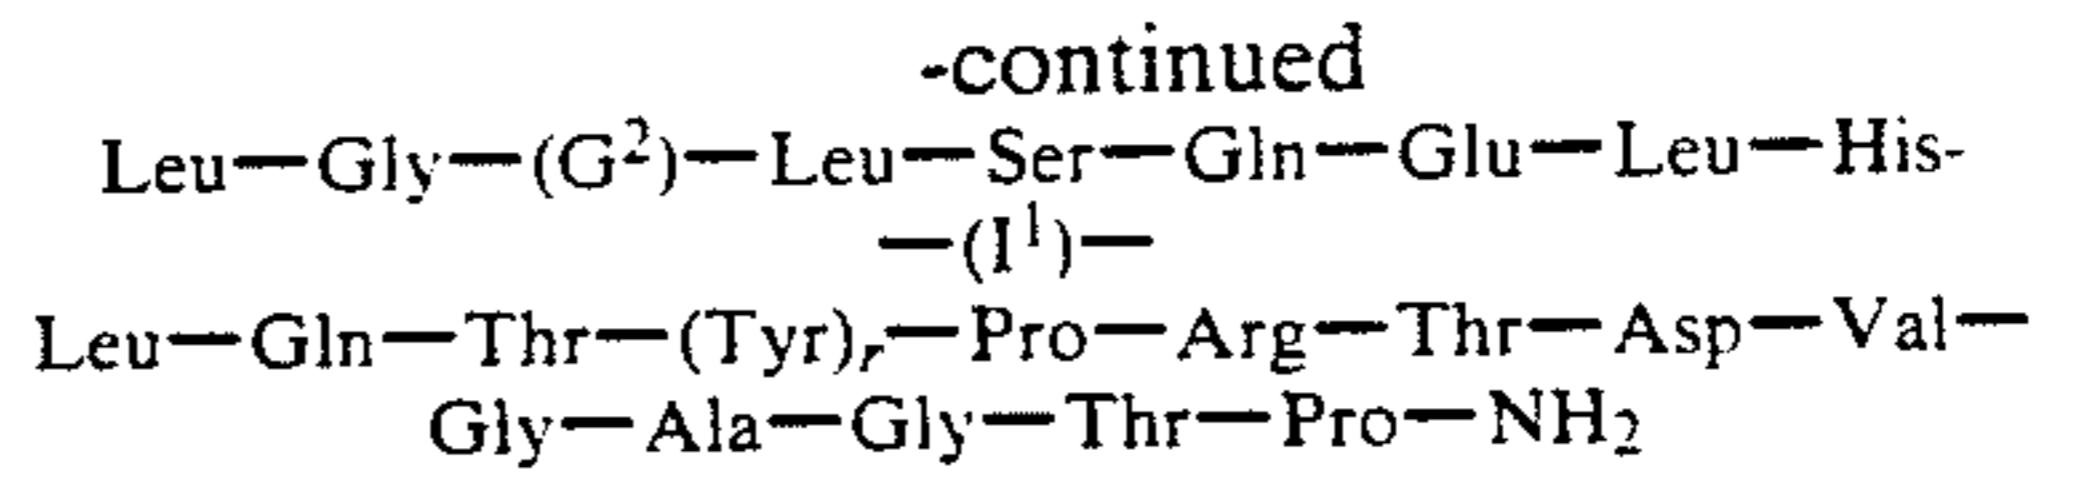 -continued
Leu—Gly—(G²)—Leu—Ser—Gln—Glu—Leu—His-
—(I¹)—
Leu—Gln—Thr—(Tyr)ᵣ—Pro—Arg—Thr—Asp—Val—
Gly—Ala—Gly—Thr—Pro—NH₂